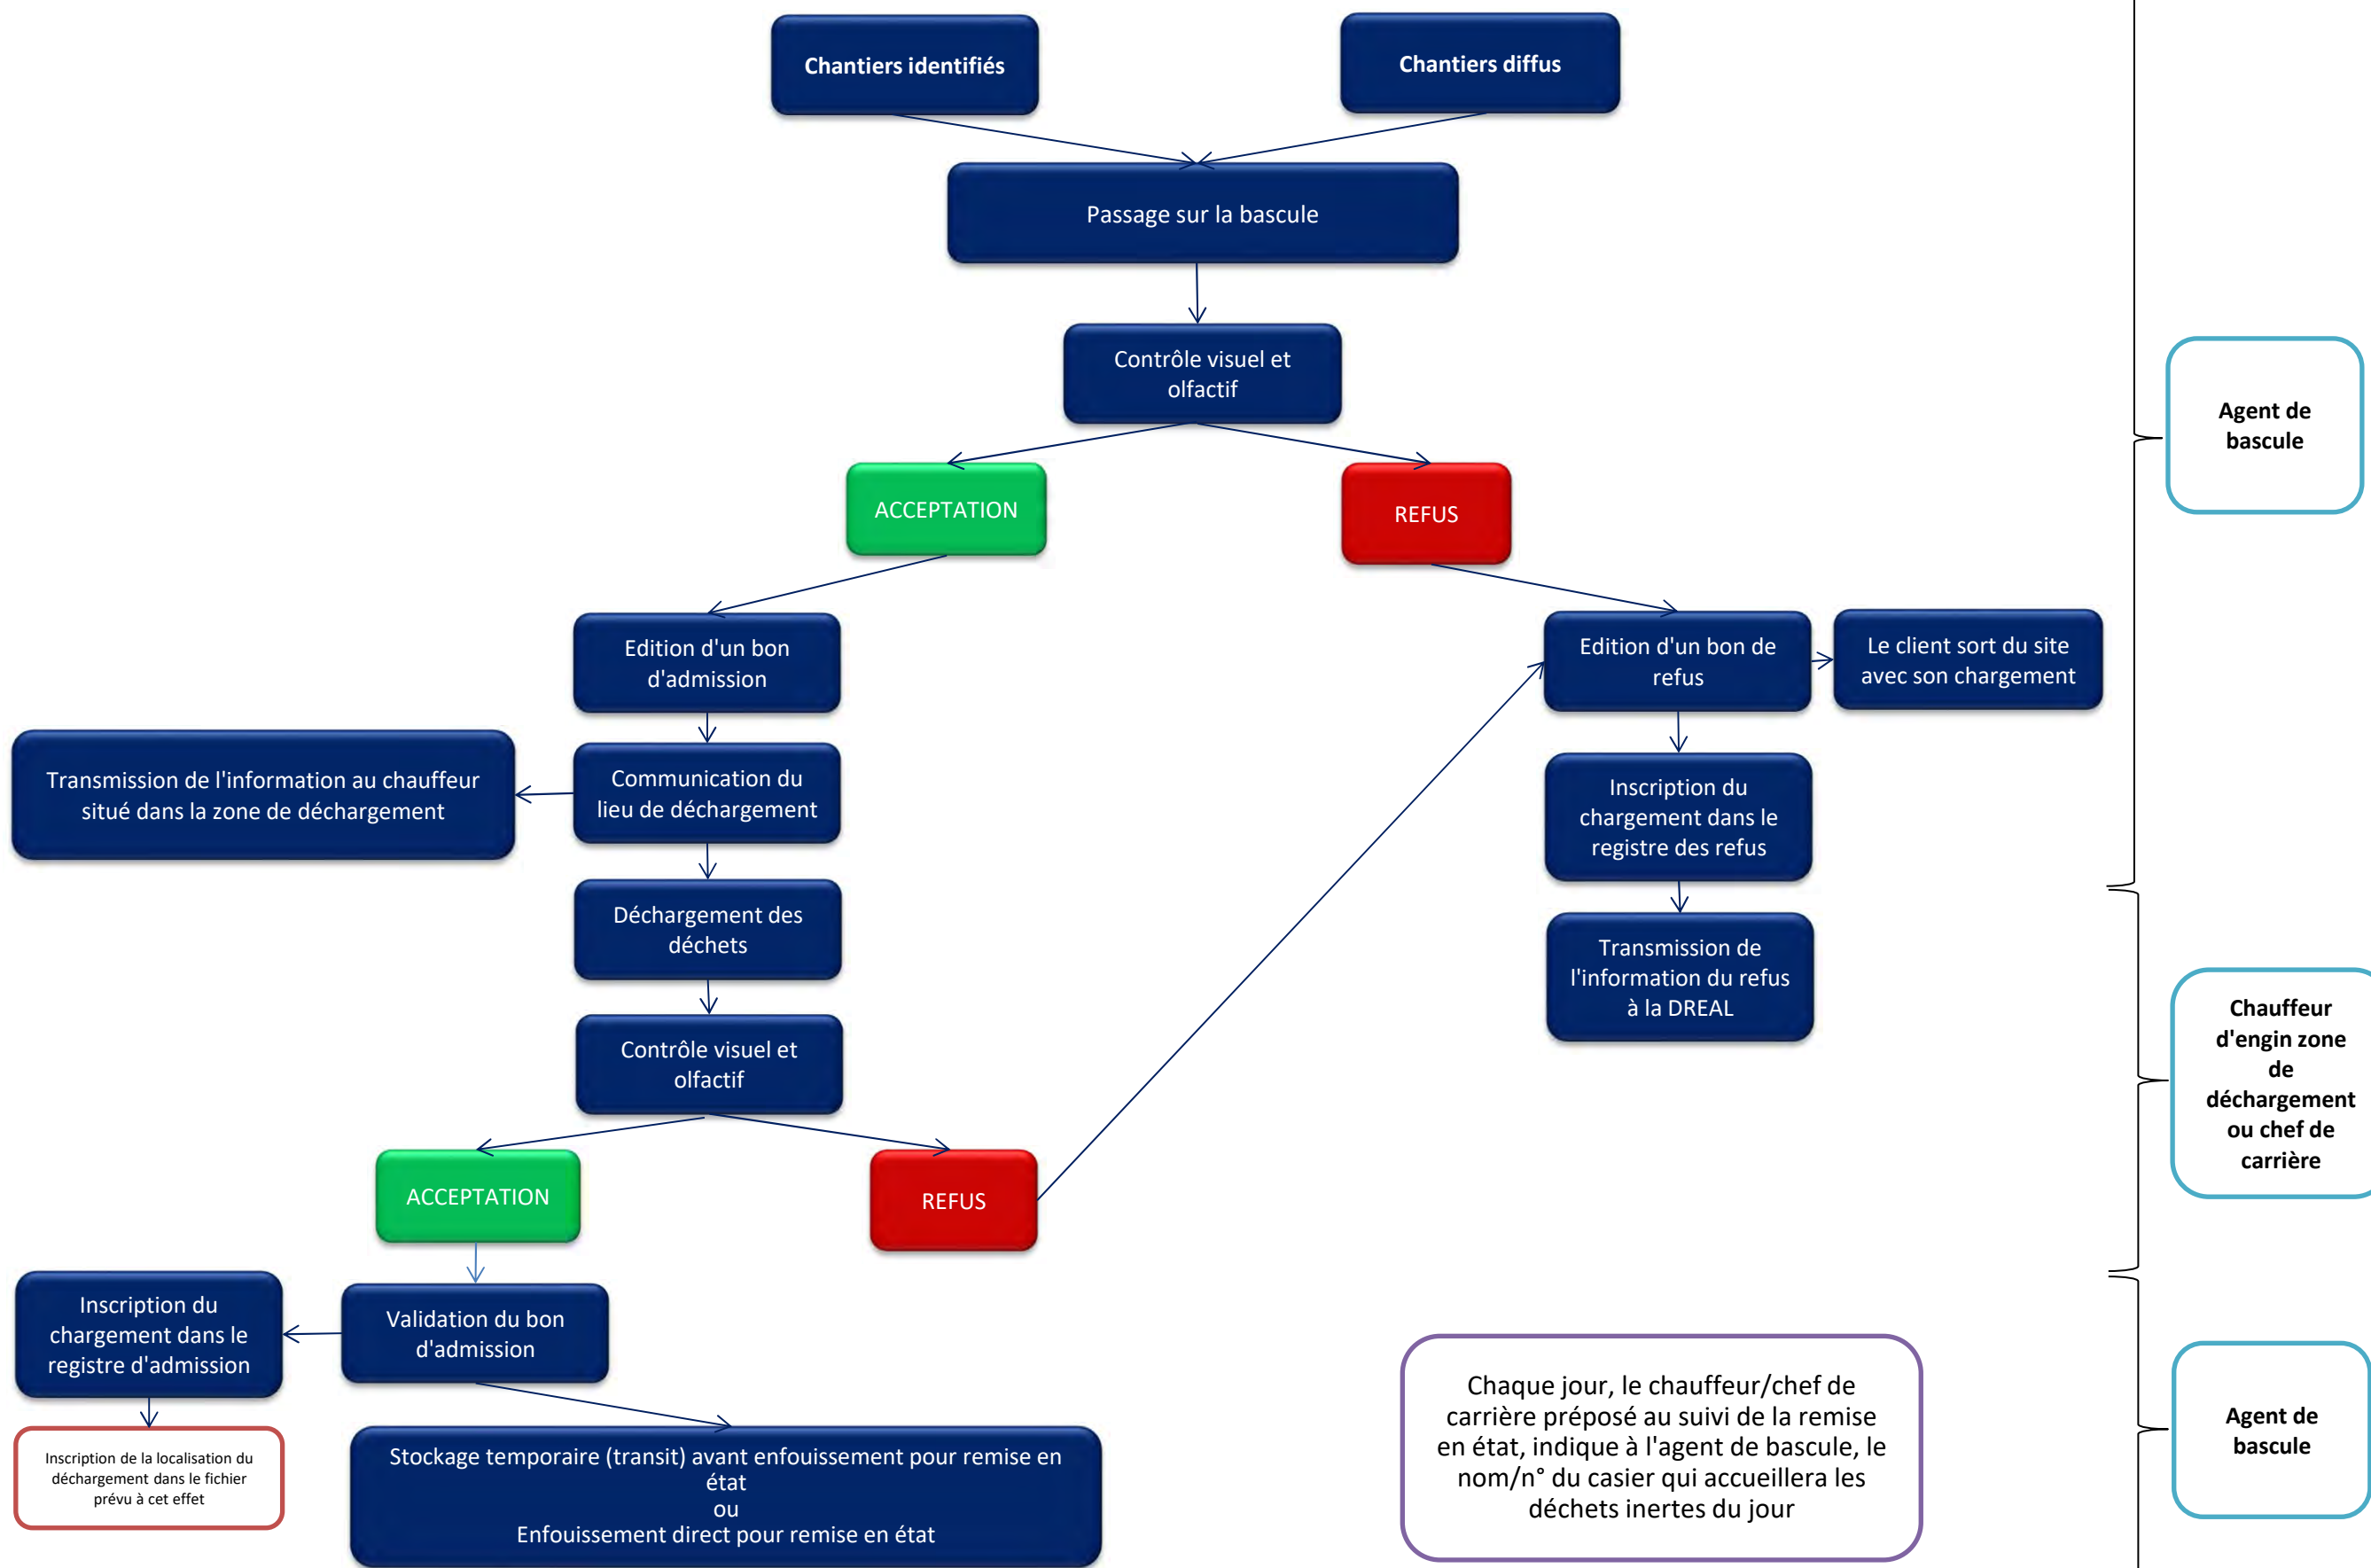 Chantiers identifiés
Chantiers diffus
Passage sur la bascule
Contrôle visuel et
olfactif
Agent de
bascule
ACCEPTATION
REFUS
Edition d'un bon
d'admission
Edition d'un bon de
refus
Le client sort du site
avec son chargement
Transmission de l'information au chauffeur
situé dans la zone de déchargement
Communication du
lieu de déchargement
Inscription du
chargement dans le
registre des refus
Déchargement des
déchets
Transmission de
l'information du refus
à la DREAL
Contrôle visuel et
olfactif
Chauffeur
d'engin zone
de
déchargement
ou chef de
carrière
ACCEPTATION
REFUS
Inscription du
chargement dans le
registre d'admission
Validation du bon
d'admission
Inscription de la localisation du
déchargement dans le fichier
prévu à cet effet
Stockage temporaire (transit) avant enfouissement pour remise en
état
ou
Enfouissement direct pour remise en état
Chaque jour, le chauffeur/chef de
carrière préposé au suivi de la remise
en état, indique à l'agent de bascule, le
nom/n° du casier qui accueillera les
déchets inertes du jour
Agent de
bascule